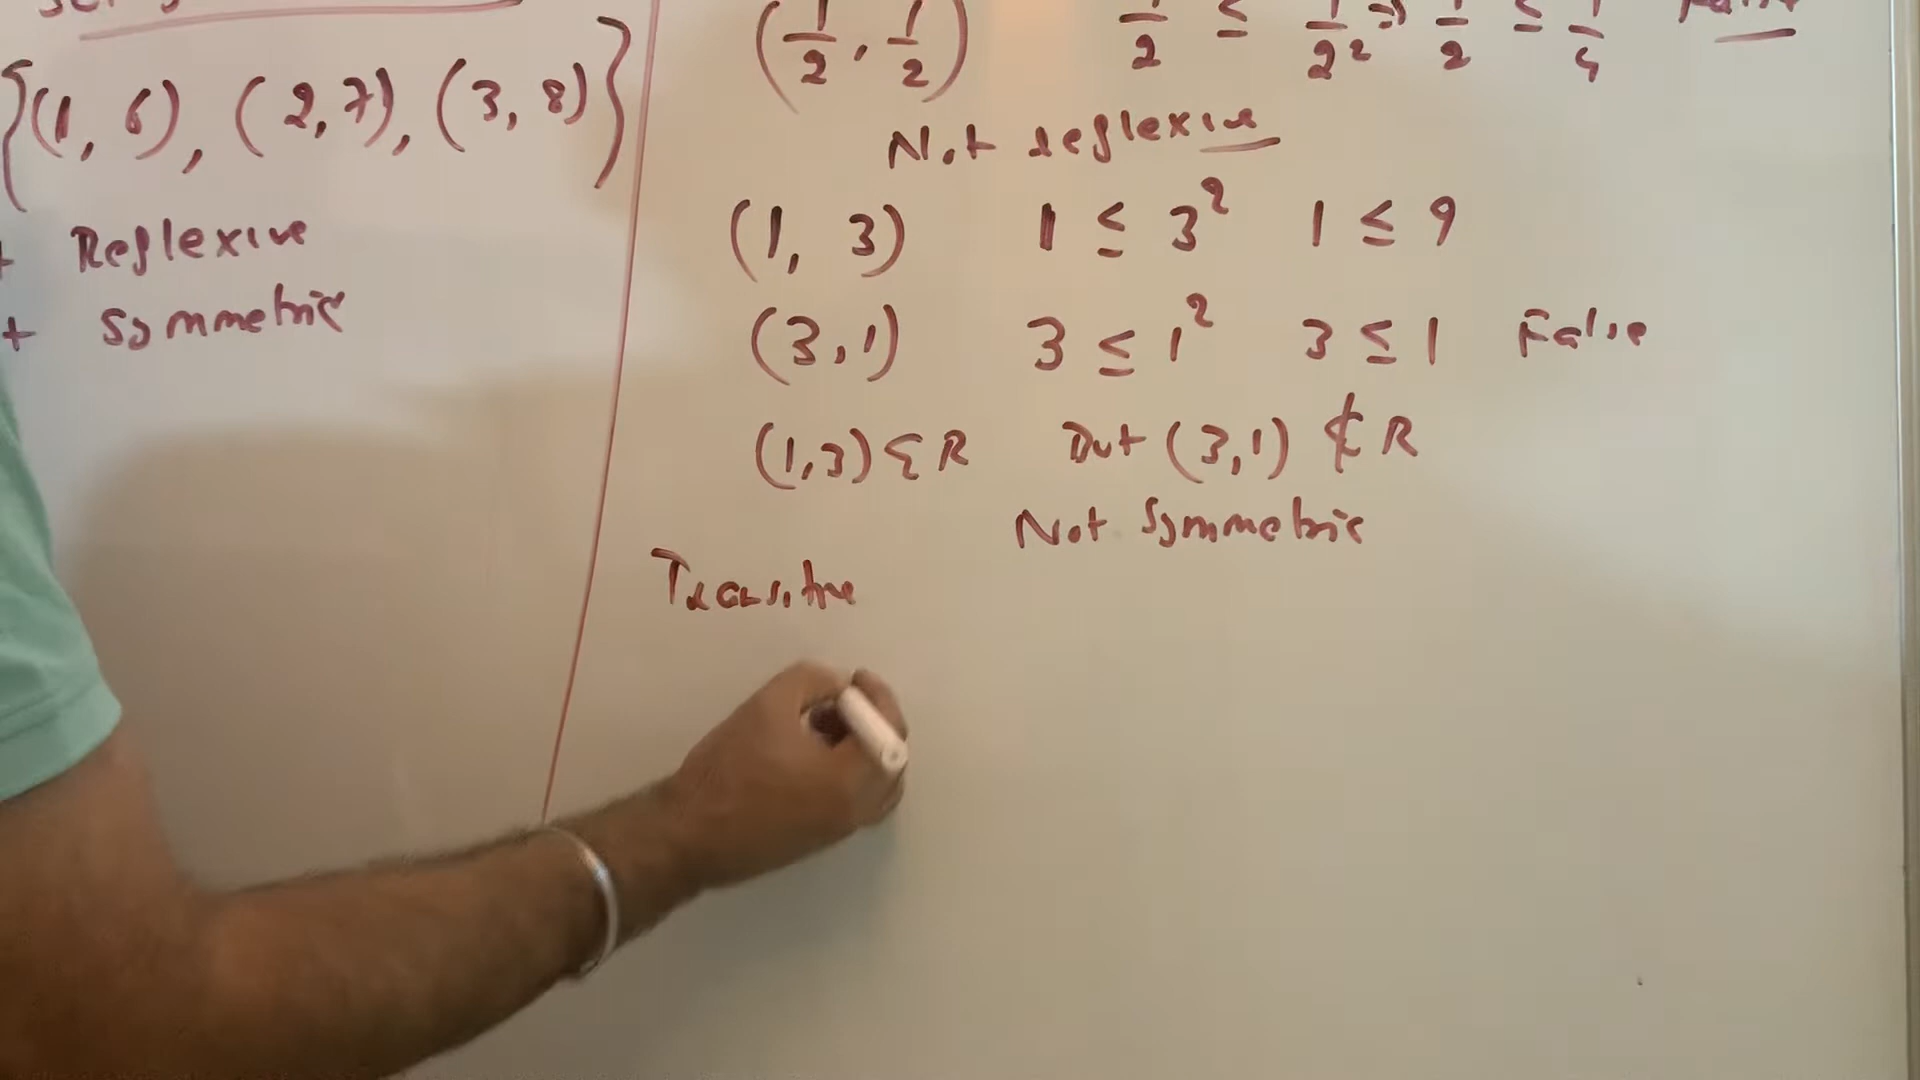 {(1, 6), (2,7), (3, 8)}
+ Reflexive
+ Symmetric
(1/2, 1/2) 1/2 ≤ 1/2² ⇒ 1/2 ≤ 1/4 False
Not reflexive
(1, 3) 1 ≤ 3² 1 ≤ 9
(3,1) 3 ≤ 1² 3 ≤ 1 False
(1,3) ∈ R But (3,1) ∉ R
Not Symmetric
Transitive